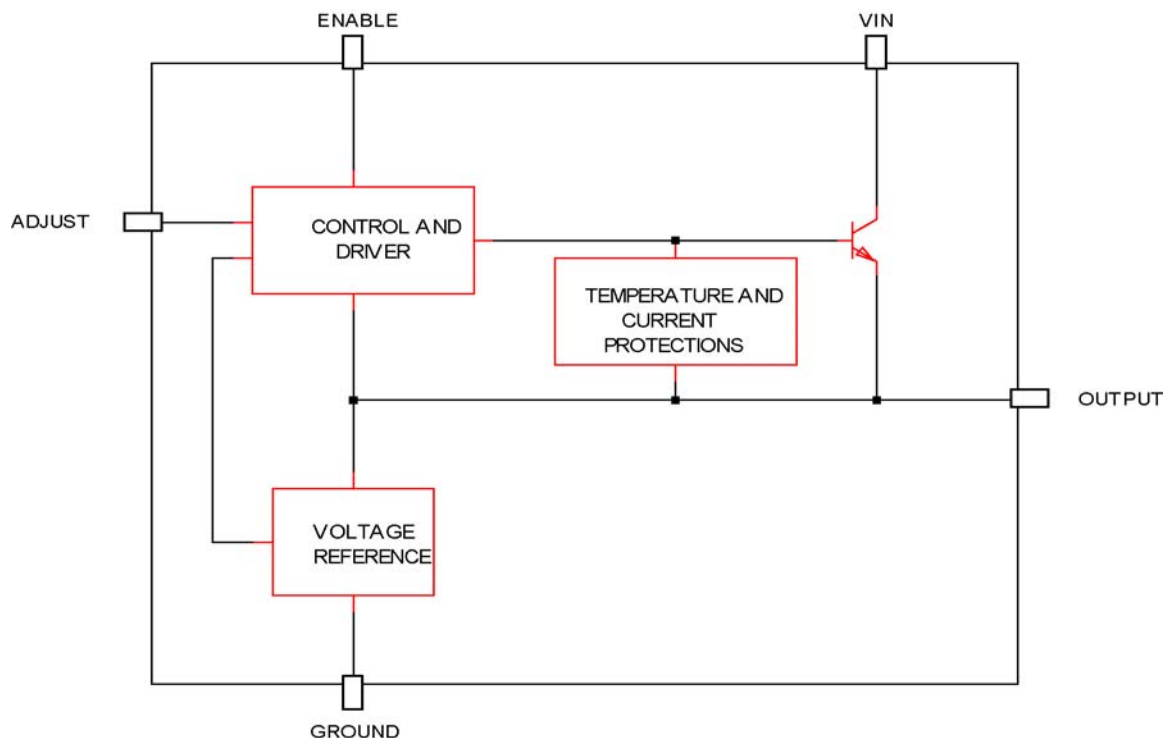 ENABLE
VIN
ADJUST
CONTROL AND
DRIVER
TEMPERATURE AND
CURRENT
PROTECTIONS
OUTPUT
VOLTAGE
REFERENCE
GROUND